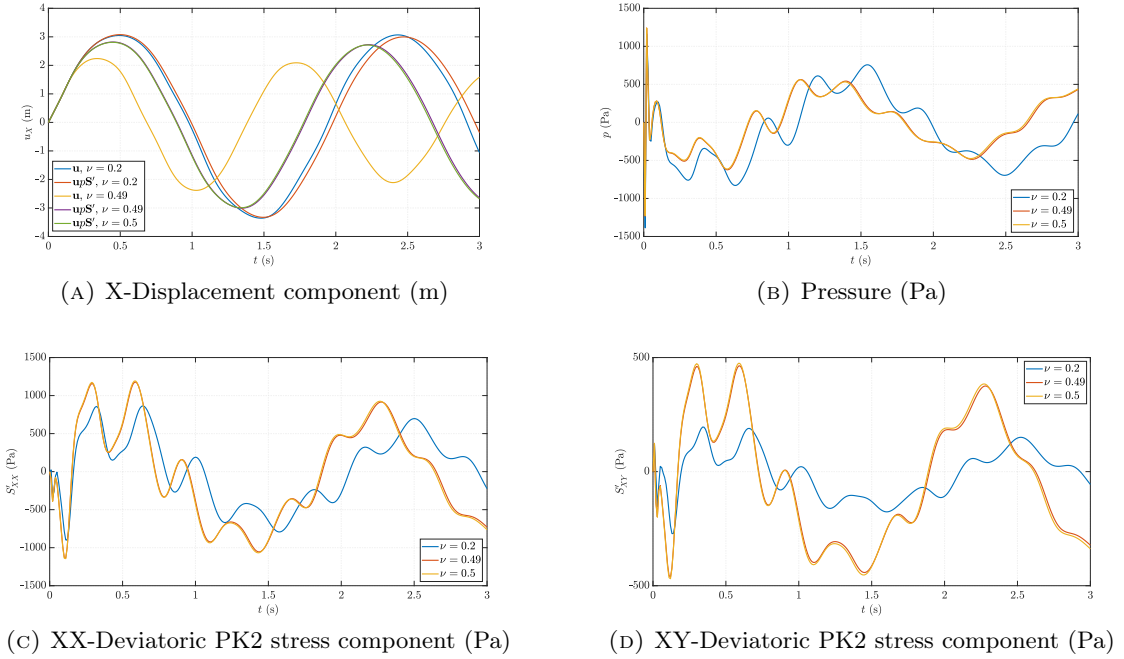 4
3
2
1
0
-1
-2
-3
4
u_X (m)
u, ν = 0.2
upS′, ν = 0.2
u, ν = 0.49
upS′, ν = 0.49
upS′, ν = 0.5
0 0.5 1 1.5 2 2.5 3
t (s)
(A) X-Displacement component (m)
1500
1000
500
0
-500
-1000
-1500
p (Pa)
ν = 0.2
ν = 0.49
ν = 0.5
0 0.5 1 1.5 2 2.5 3
t (s)
(B) Pressure (Pa)
1500
1000
500
0
-500
-1000
-1500
S′_XX (Pa)
ν = 0.2
ν = 0.49
ν = 0.5
0 0.5 1 1.5 2 2.5 3
t (s)
(C) XX-Deviatoric PK2 stress component (Pa)
500
0
-500
S′_XY (Pa)
ν = 0.2
ν = 0.49
ν = 0.5
0 0.5 1 1.5 2 2.5 3
t (s)
(D) XY-Deviatoric PK2 stress component (Pa)